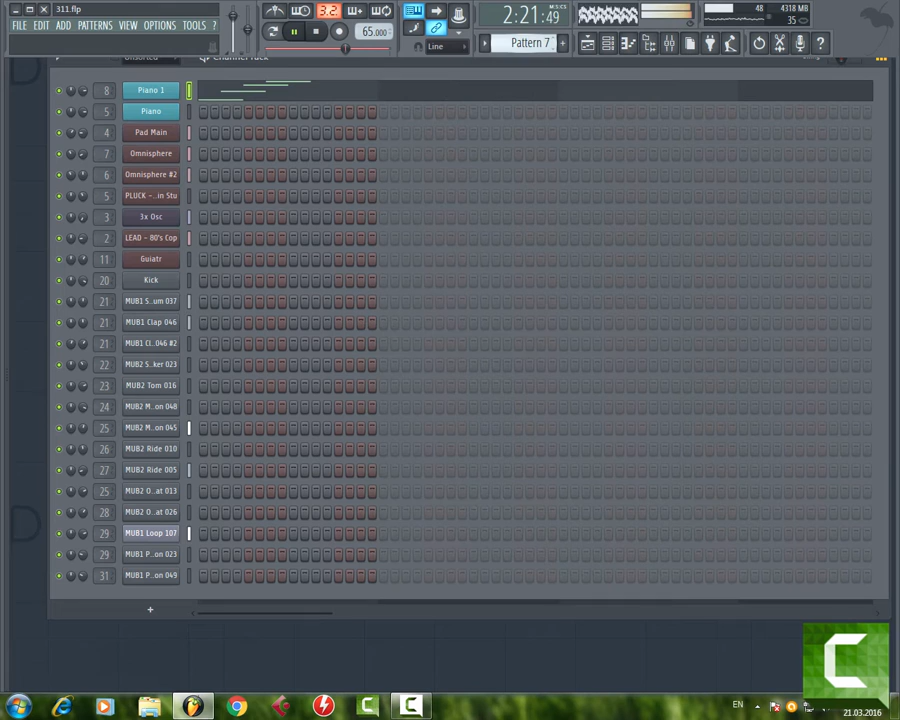 311.flp
FILE EDIT ADD PATTERNS VIEW OPTIONS TOOLS ?
3.2
65.000
Line
2:21:49
M:S:CS
Pattern 7
48
4318 MB
35
Channel rack
8 Piano 1
5 Piano
4 Pad Main
7 Omnisphere
6 Omnisphere #2
5 PLUCK - ..in Stu
3 3x Osc
2 LEAD - 80's Cop
11 Guiatr
20 Kick
21 MUB1 S...um 037
21 MUB1 Clap 046
21 MUB1 Cl..046 #2
22 MUB2 S...ker 023
23 MUB2 Tom 016
24 MUB2 M...on 048
25 MUB2 M...on 045
26 MUB2 Ride 010
27 MUB2 Ride 005
25 MUB2 O...at 013
28 MUB2 O...at 026
29 MUB1 Loop 107
29 MUB1 P...on 023
31 MUB1 P...on 049
+
EN
21.03.2016